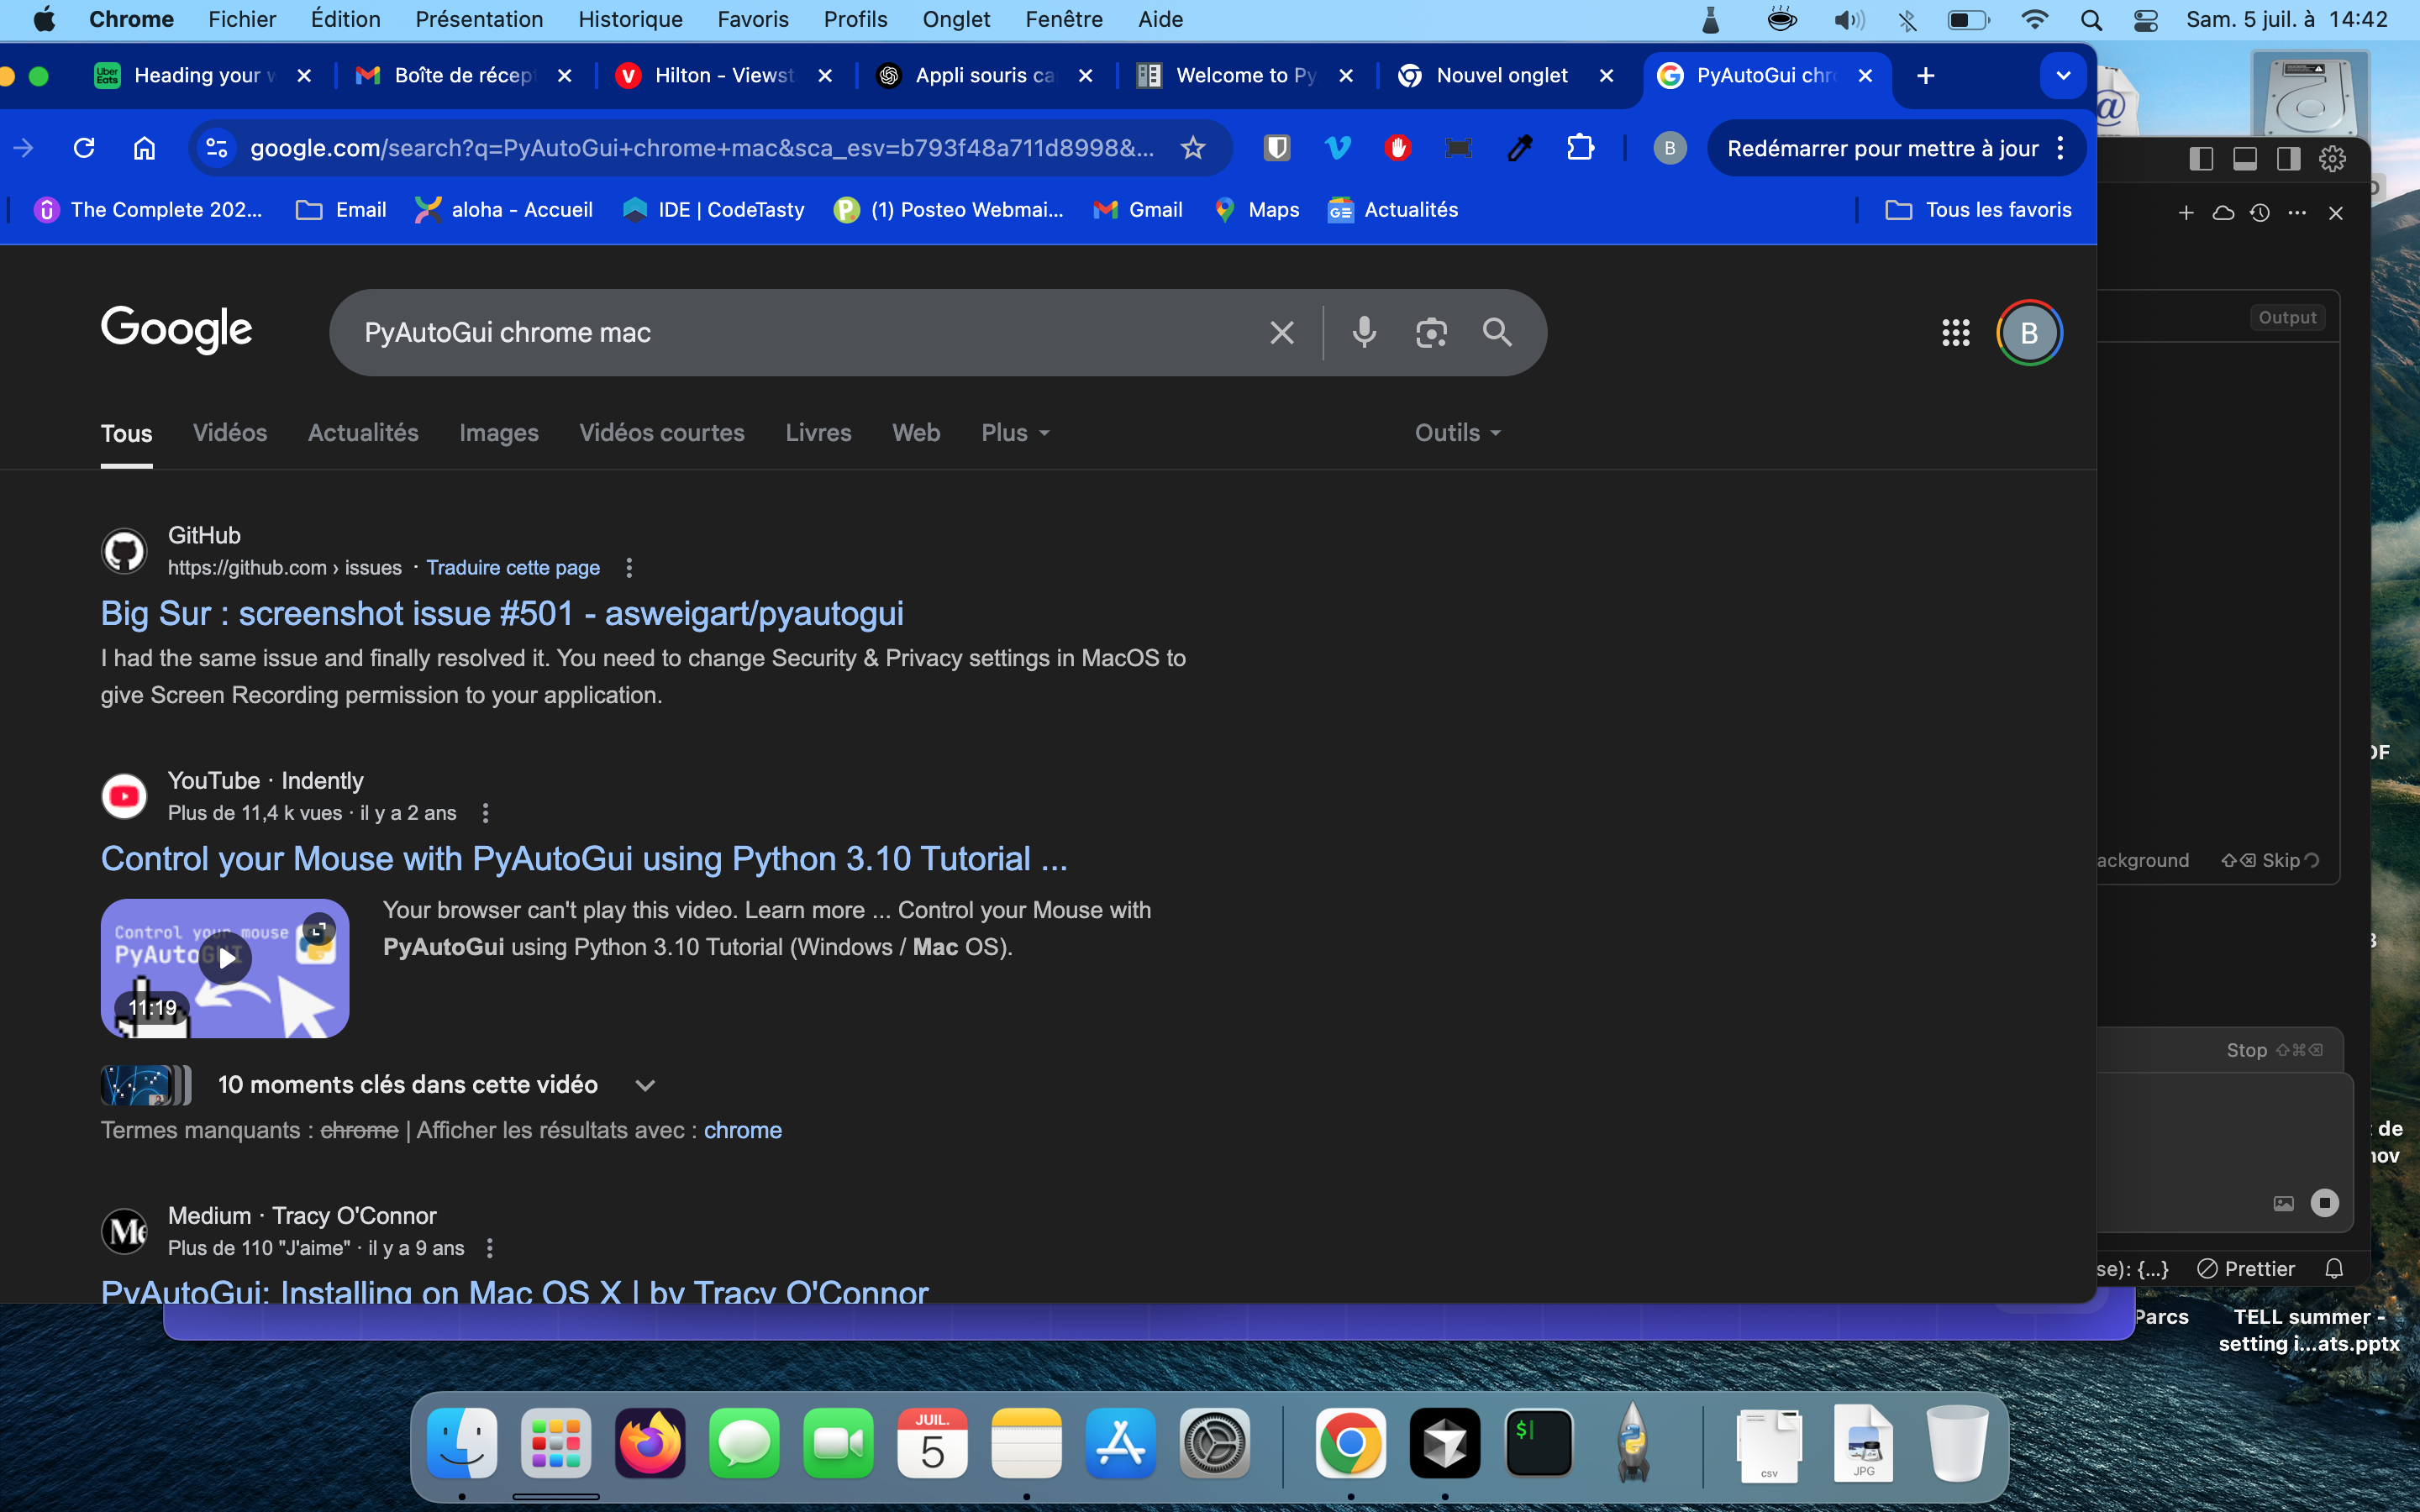 Chrome Fichier Édition Présentation Historique Favoris Profils Onglet Fenêtre Aide Sam. 5 juil. à 14:42
Uber Eats Heading your Boîte de récep V Hilton - Viewst Appli souris ca Welcome to Py Nouvel onglet PyAutoGui chr
google.com/search?q=PyAutoGui+chrome+mac&sca_esv=b793f48a711d8998&... B Redémarrer pour mettre à jour
The Complete 202... Email aloha - Accueil IDE | CodeTasty (1) Posteo Webmai... Gmail Maps Actualités Tous les favoris
Google PyAutoGui chrome mac B
Output
Tous Vidéos Actualités Images Vidéos courtes Livres Web Plus Outils
GitHub
https://github.com › issues · Traduire cette page
Big Sur : screenshot issue #501 - asweigart/pyautogui
I had the same issue and finally resolved it. You need to change Security & Privacy settings in MacOS to
give Screen Recording permission to your application.
YouTube · Indently
Plus de 11,4 k vues · il y a 2 ans
Control your Mouse with PyAutoGui using Python 3.10 Tutorial ...
Control your mouse
PyAuto
11:19
Your browser can't play this video. Learn more ... Control your Mouse with
PyAutoGui using Python 3.10 Tutorial (Windows / Mac OS).
ackground Skip
10 moments clés dans cette vidéo
Termes manquants : chrome | Afficher les résultats avec : chrome
Stop
Medium · Tracy O'Connor
Plus de 110 "J'aime" · il y a 9 ans
PyAutoGui: Installing on Mac OS X | by Tracy O'Connor
se): {...} Prettier
DF
de
nov
Parcs
TELL summer -
setting i...ats.pptx
JUIL.
5
$
CSV
JPG